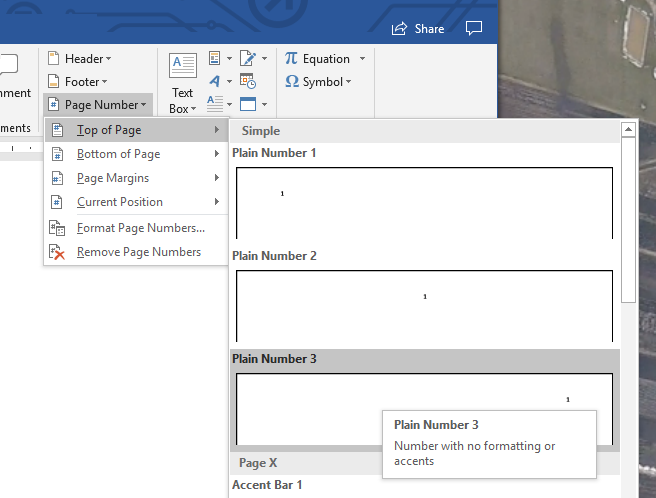 Share
Header
Equation
nment
Footer
Symbol
Page Number
Text
Box
ments
Top of Page
Bottom of Page
Page Margins
Current Position
Format Page Numbers...
Remove Page Numbers
Simple
Plain Number 1
1
Plain Number 2
1
Plain Number 3
1
Plain Number 3
Number with no formatting or
accents
Page X
Accent Bar 1